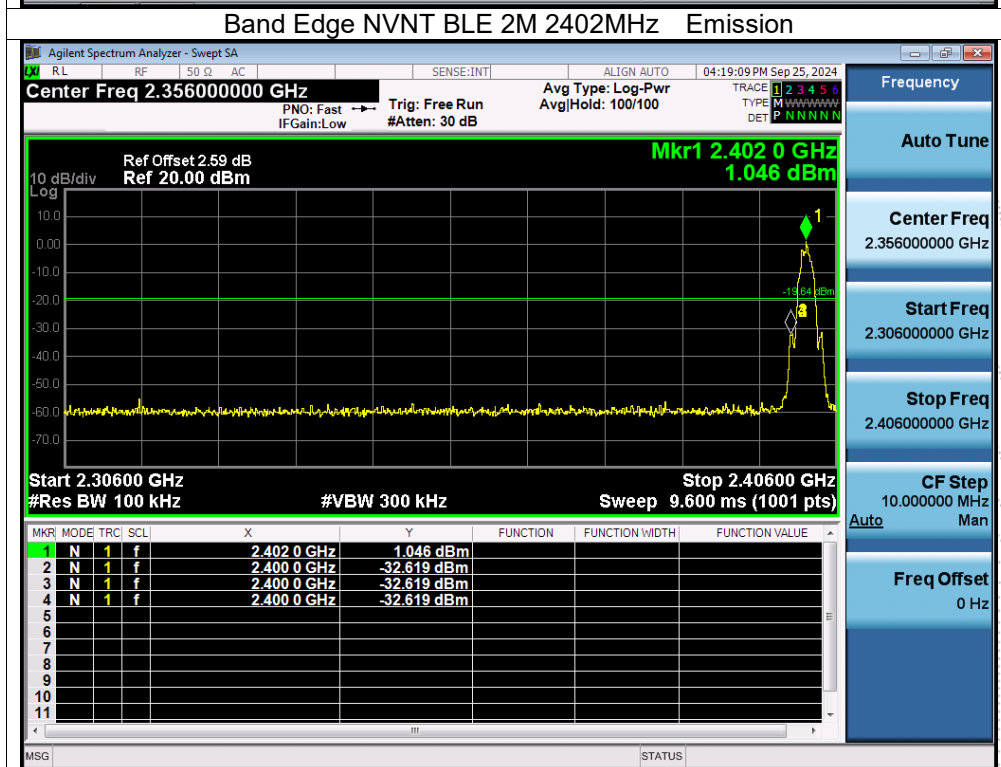 Band Edge NVNT BLE 2M 2402MHz Emission
Agilent Spectrum Analyzer - Swept SA
LXI RL RF 50 Ω AC SENSE:INT ALIGN AUTO 04:19:09 PM Sep 25, 2024
Center Freq 2.356000000 GHz
PNO: Fast
IFGain:Low
Trig: Free Run
#Atten: 30 dB
Avg Type: Log-Pwr
Avg|Hold: 100/100
TRACE 1 2 3 4 5 6
TYPE M WWWWW
DET P N N N N N
Frequency
Auto Tune
Center Freq
2.356000000 GHz
Start Freq
2.306000000 GHz
Stop Freq
2.406000000 GHz
CF Step
10.000000 MHz
Auto Man
Freq Offset
0 Hz
Mkr1 2.402 0 GHz
1.046 dBm
Ref Offset 2.59 dB
10 dB/div Ref 20.00 dBm
Log
10.0
0.00
-10.0
-20.0
-30.0
-40.0
-50.0
-60.0
-70.0
1
-19.64 dBm
Start 2.30600 GHz Stop 2.40600 GHz
#Res BW 100 kHz #VBW 300 kHz Sweep 9.600 ms (1001 pts)
MKR MODE TRC SCL X Y FUNCTION FUNCTION WIDTH FUNCTION VALUE
1 N 1 f 2.402 0 GHz 1.046 dBm
2 N 1 f 2.400 0 GHz -32.619 dBm
3 N 1 f 2.400 0 GHz -32.619 dBm
4 N 1 f 2.400 0 GHz -32.619 dBm
5
6
7
8
9
10
11
MSG STATUS